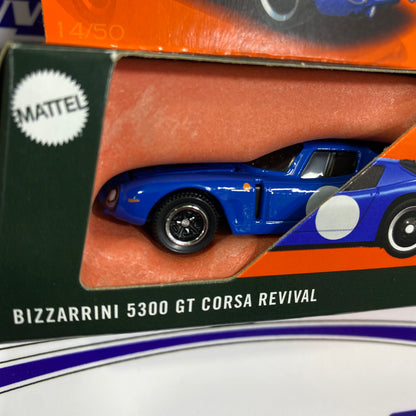 14/50
MATTEL
BIZZARRINI 5300 GT CORSA REVIVAL